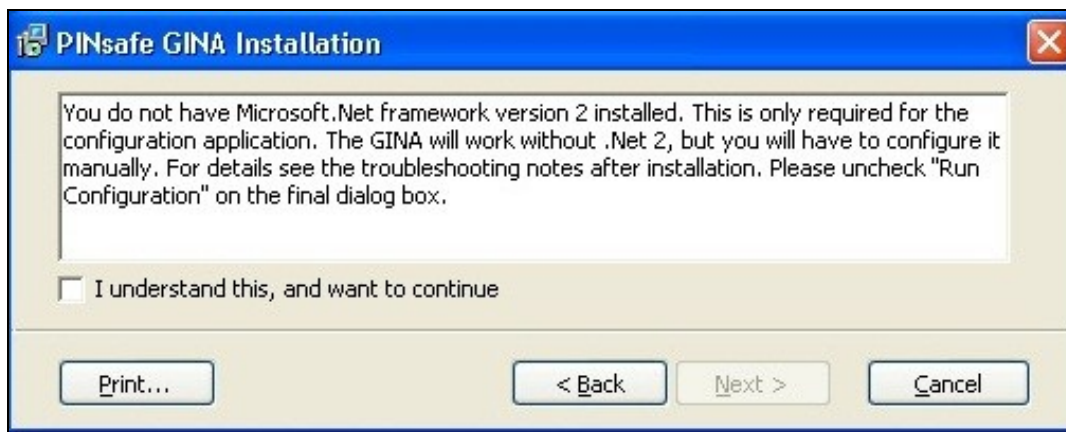 PINsafe GINA Installation
You do not have Microsoft.Net framework version 2 installed. This is only required for the
configuration application. The GINA will work without .Net 2, but you will have to configure it
manually. For details see the troubleshooting notes after installation. Please uncheck "Run
Configuration" on the final dialog box.
I understand this, and want to continue
Print...
< Back
Next >
Cancel